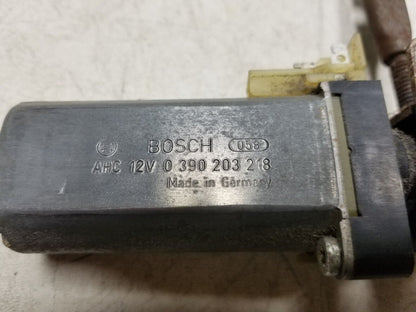 BOSCH 058
AHC 12V 0 390 203 218
Made in Germany